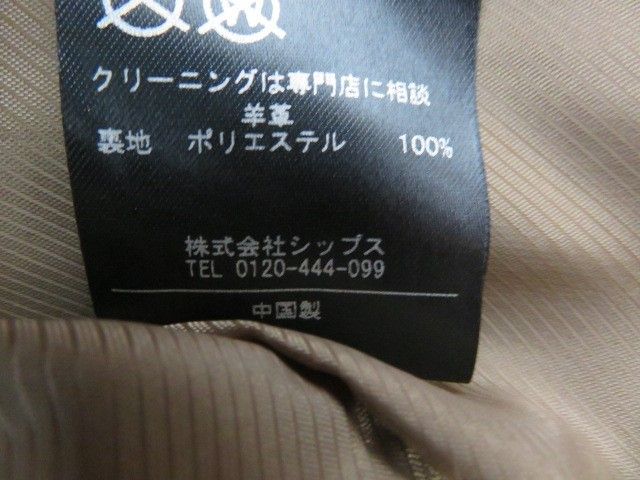 クリーニングは専門店に相談
羊革
裏地 ポリエステル 100%
株式会社シップス
TEL 0120-444-099
中国製